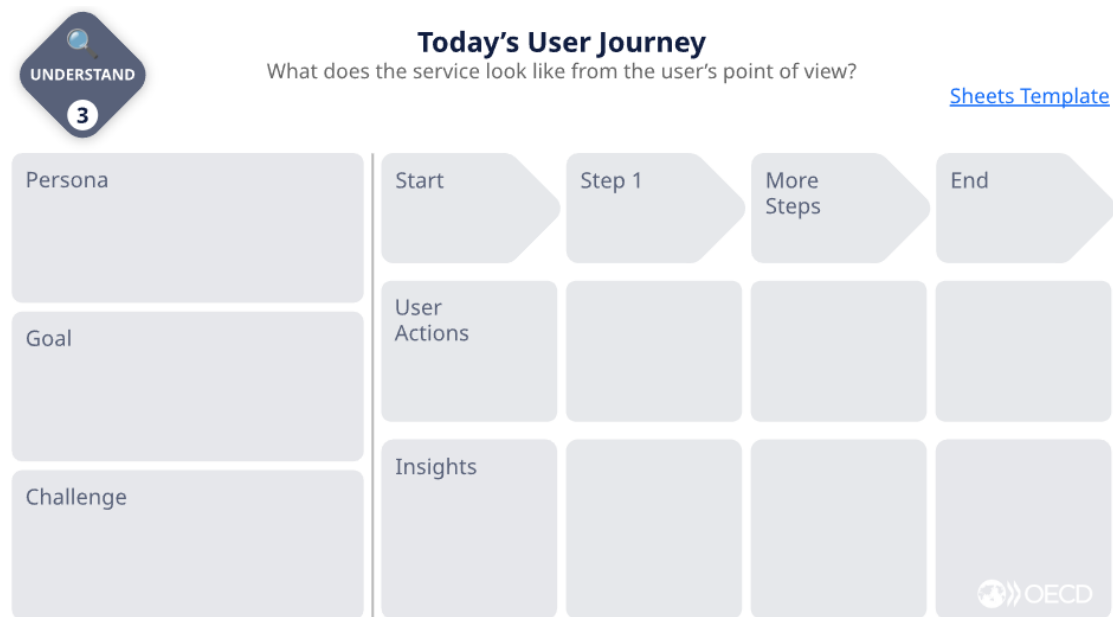 UNDERSTAND
3
Today’s User Journey
What does the service look like from the user’s point of view?
Sheets Template
Persona
Goal
Challenge
Start
Step 1
More
Steps
End
User
Actions
Insights
OECD